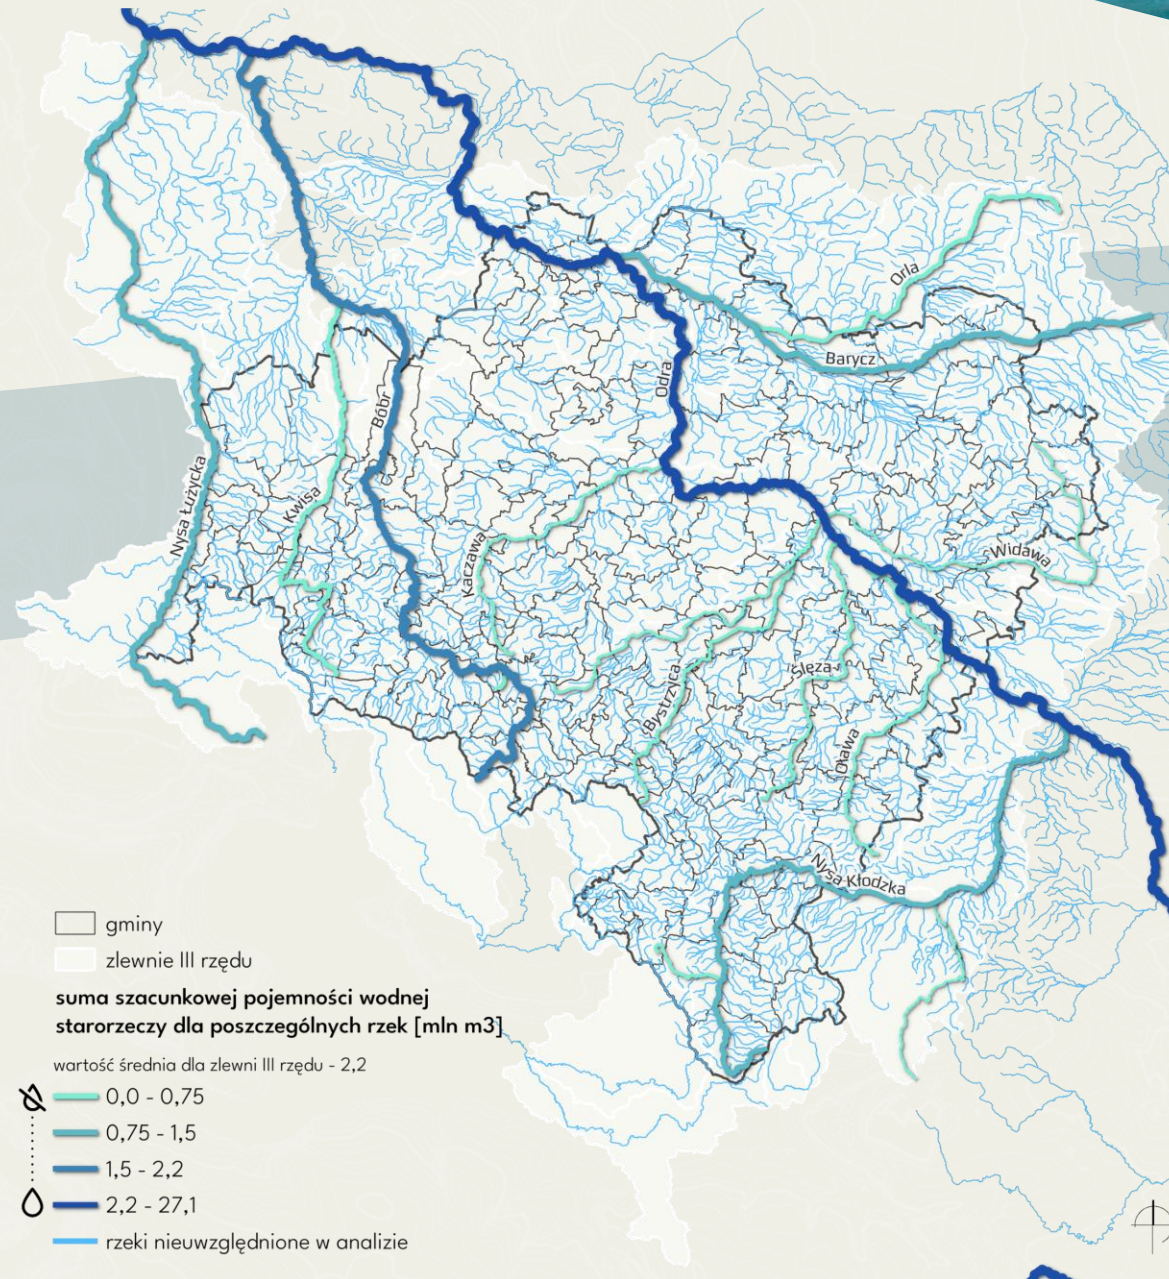 Orla
Barycz
Odra
Bóbr
Nysa Łużycka
Kwisa
Kaczawa
Widawa
Bystrzyca
Ślęza
Oława
Nysa Kłodzka
gminy
zlewnie III rzędu
suma szacunkowej pojemności wodnej
starorzeczy dla poszczególnych rzek [mln m3]
wartość średnia dla zlewni III rzędu - 2,2
0,0 - 0,75
0,75 - 1,5
1,5 - 2,2
2,2 - 27,1
rzeki nieuwzględnione w analizie